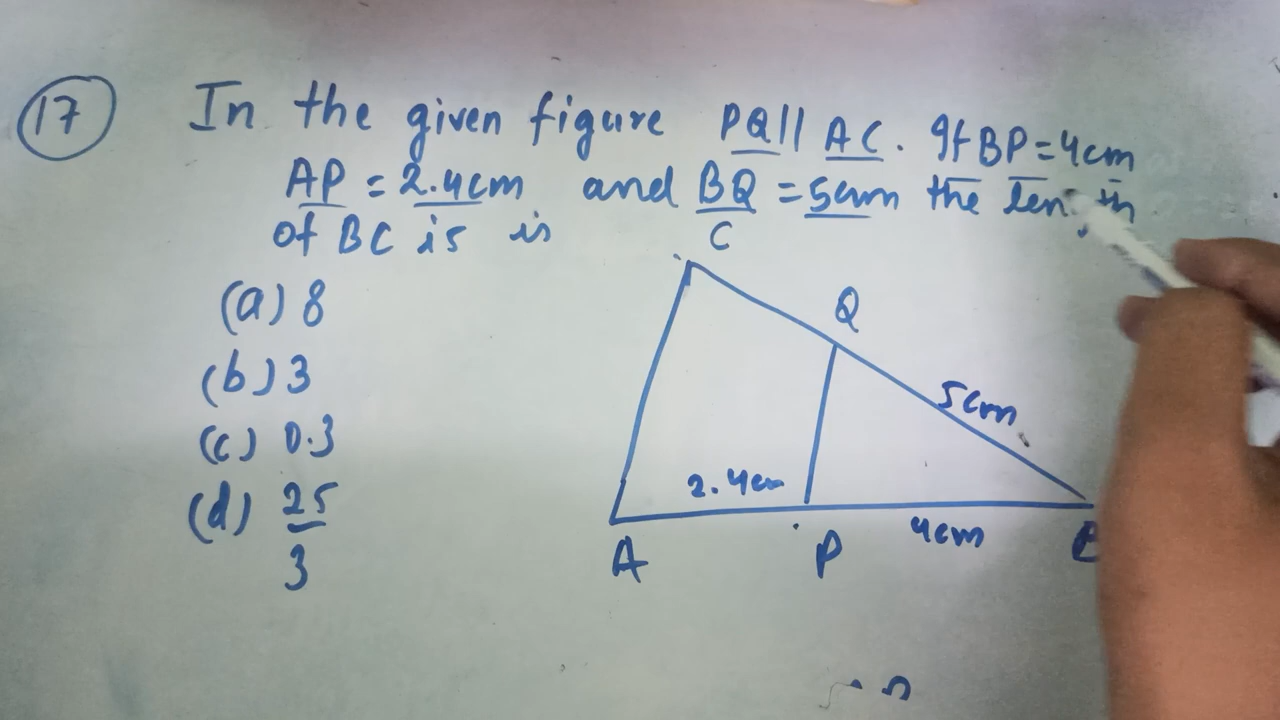 17 In the given figure PQ || AC. If BP=4cm
AP = 2.4cm and BQ = 5cm the length
of BC is is
(a) 8
(b) 3
(c) 0.3
(d) 25
3
C
Q
5cm
2.4cm
4cm
A
P
B